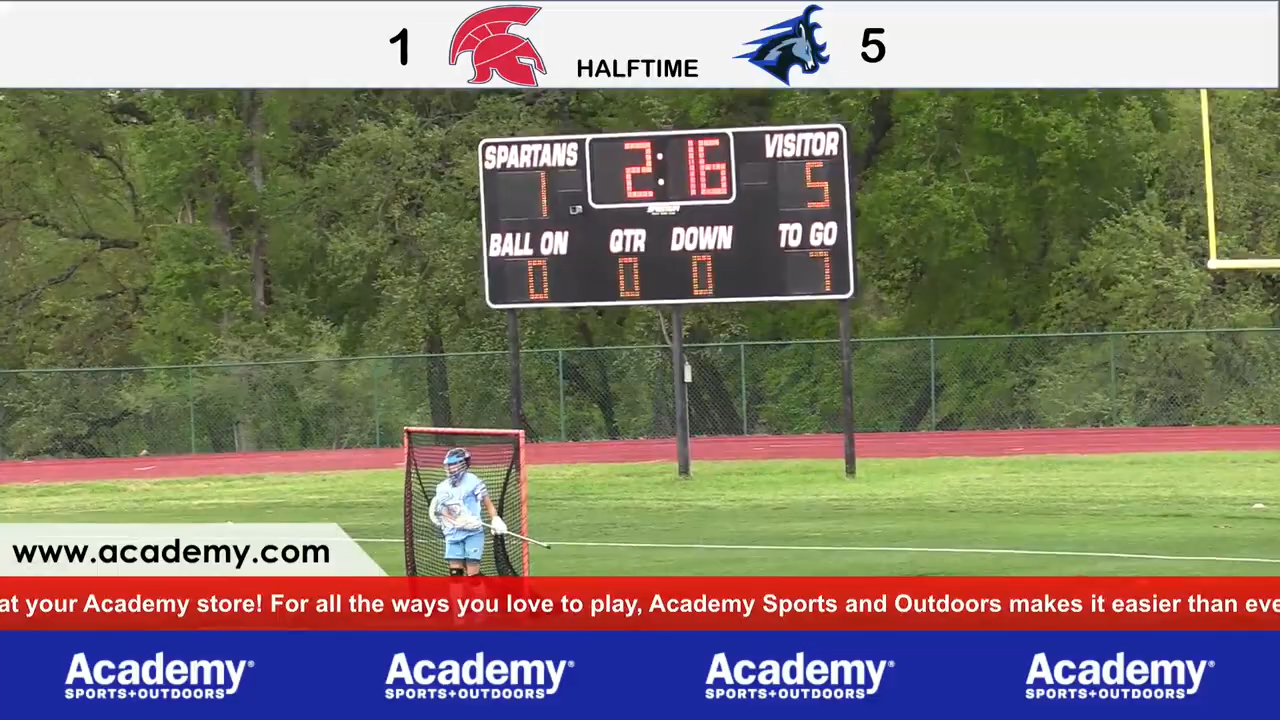 1 HALFTIME 5
SPARTANS 2:16 VISITOR
1 5
BALL ON QTR DOWN TO GO
0 0 0 7
www.academy.com
at your Academy store! For all the ways you love to play, Academy Sports and Outdoors makes it easier than eve
Academy Academy Academy Academy
SPORTS+OUTDOORS SPORTS+OUTDOORS SPORTS+OUTDOORS SPORTS+OUTDOORS